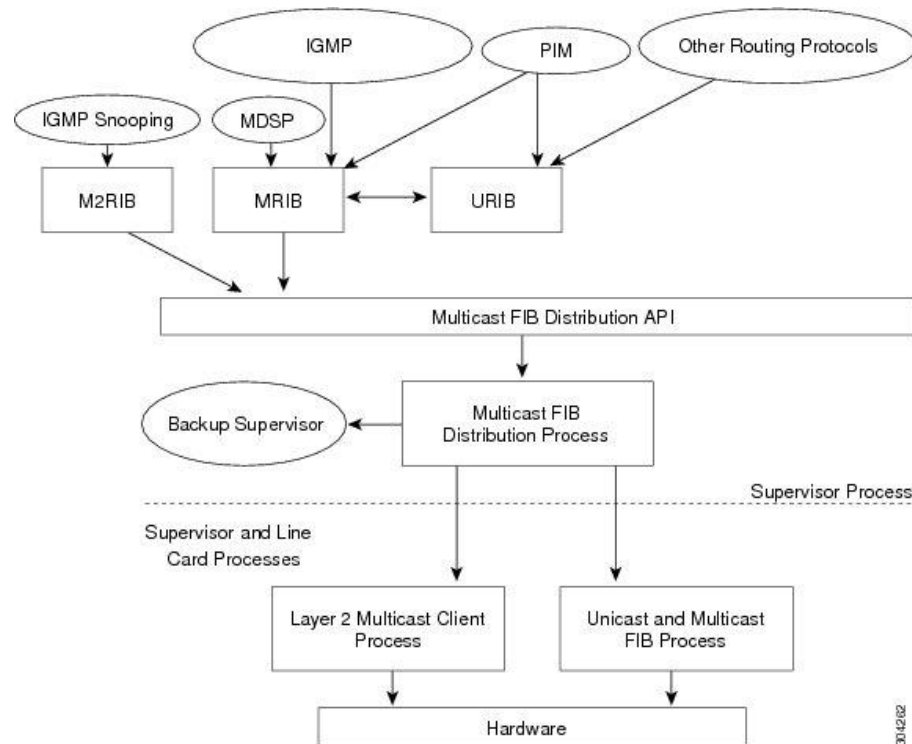 IGMP
PIM
Other Routing Protocols
IGMP Snooping
MDSP
M2RIB
MRIB
URIB
Multicast FIB Distribution API
Backup Supervisor
Multicast FIB
Distribution Process
Supervisor Process
Supervisor and Line
Card Processes
Layer 2 Multicast Client
Process
Unicast and Multicast
FIB Process
Hardware